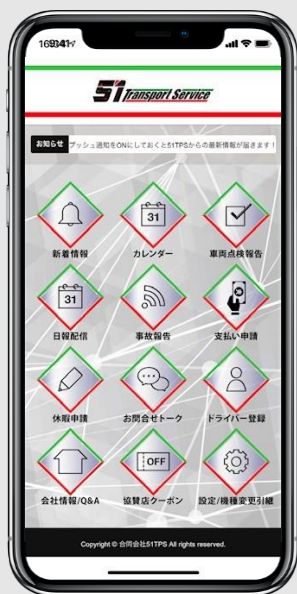 51 Transport Service
お知らせ プッシュ通知をONにしておくと51TPSからの最新情報が届きます!
31
新着情報 カレンダー 車両点検報告
31
日報配信 事故報告 支払い申請
休暇申請 お問合せトーク ドライバー登録
OFF
会社情報/Q&A 協賛店クーポン 設定/機種変更引継
Copyright © 合同会社51TPS All rights reserved.